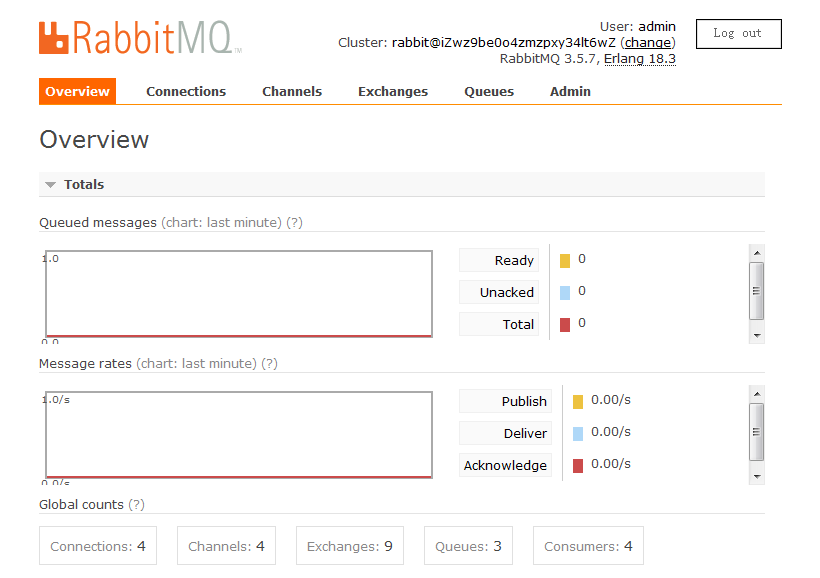 RabbitMQ™
User: admin
Cluster: rabbit@iZwz9be0o4zmzpxy34lt6wZ (change)
RabbitMQ 3.5.7, Erlang 18.3
Log out
Overview Connections Channels Exchanges Queues Admin
Overview
Totals
Queued messages (chart: last minute) (?)
1.0
0.0
Ready 0
Unacked 0
Total 0
Message rates (chart: last minute) (?)
1.0/s
0.0/s
Publish 0.00/s
Deliver 0.00/s
Acknowledge 0.00/s
Global counts (?)
Connections: 4 Channels: 4 Exchanges: 9 Queues: 3 Consumers: 4